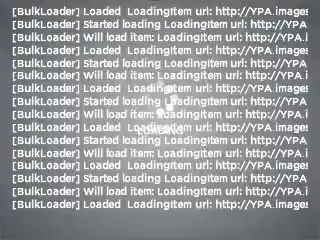 [BulkLoader] Loaded LoadingItem url: http://YPA.images
[BulkLoader] Started loading LoadingItem url: http://YPA
[BulkLoader] Will load item: LoadingItem url: http://YPA.i
[BulkLoader] Loaded LoadingItem url: http://YPA.images
[BulkLoader] Started loading LoadingItem url: http://YPA
[BulkLoader] Will load item: LoadingItem url: http://YPA.i
[BulkLoader] Loaded LoadingItem url: http://YPA.images
[BulkLoader] Started loading LoadingItem url: http://YPA
[BulkLoader] Will load item: LoadingItem url: http://YPA.i
[BulkLoader] Loaded LoadingItem url: http://YPA.images
LOADING
[BulkLoader] Started loading LoadingItem url: http://YPA
[BulkLoader] Will load item: LoadingItem url: http://YPA.i
[BulkLoader] Loaded LoadingItem url: http://YPA.images
[BulkLoader] Started loading LoadingItem url: http://YPA
[BulkLoader] Will load item: LoadingItem url: http://YPA.i
[BulkLoader] Loaded LoadingItem url: http://YPA.images